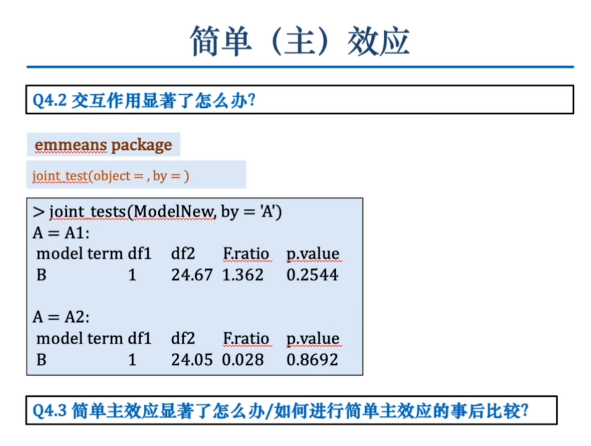 简单（主）效应
Q4.2 交互作用显著了怎么办?
emmeans package
joint_test(object = , by = )
> joint_tests(ModelNew, by = 'A')
A = A1:
model term df1 df2 F.ratio p.value
B 1 24.67 1.362 0.2544
A = A2:
model term df1 df2 F.ratio p.value
B 1 24.05 0.028 0.8692
Q4.3 简单主效应显著了怎么办/如何进行简单主效应的事后比较?